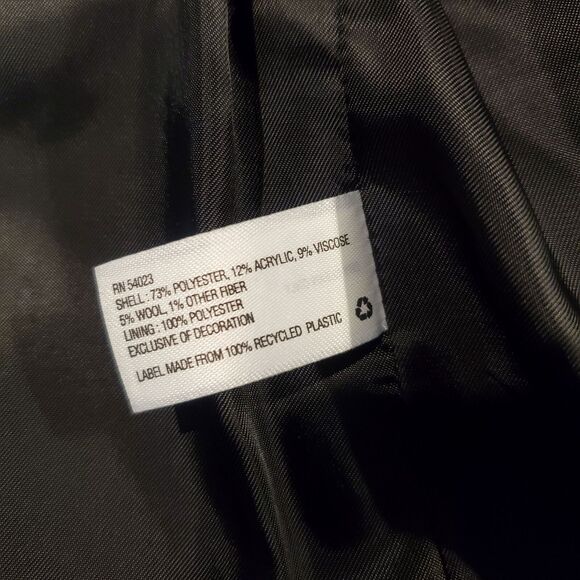 RN 54023
SHELL : 73% POLYESTER, 12% ACRYLIC, 9% VISCOSE
5% WOOL, 1% OTHER FIBER
LINING : 100% POLYESTER
EXCLUSIVE OF DECORATION
LABEL MADE FROM 100% RECYCLED PLASTIC